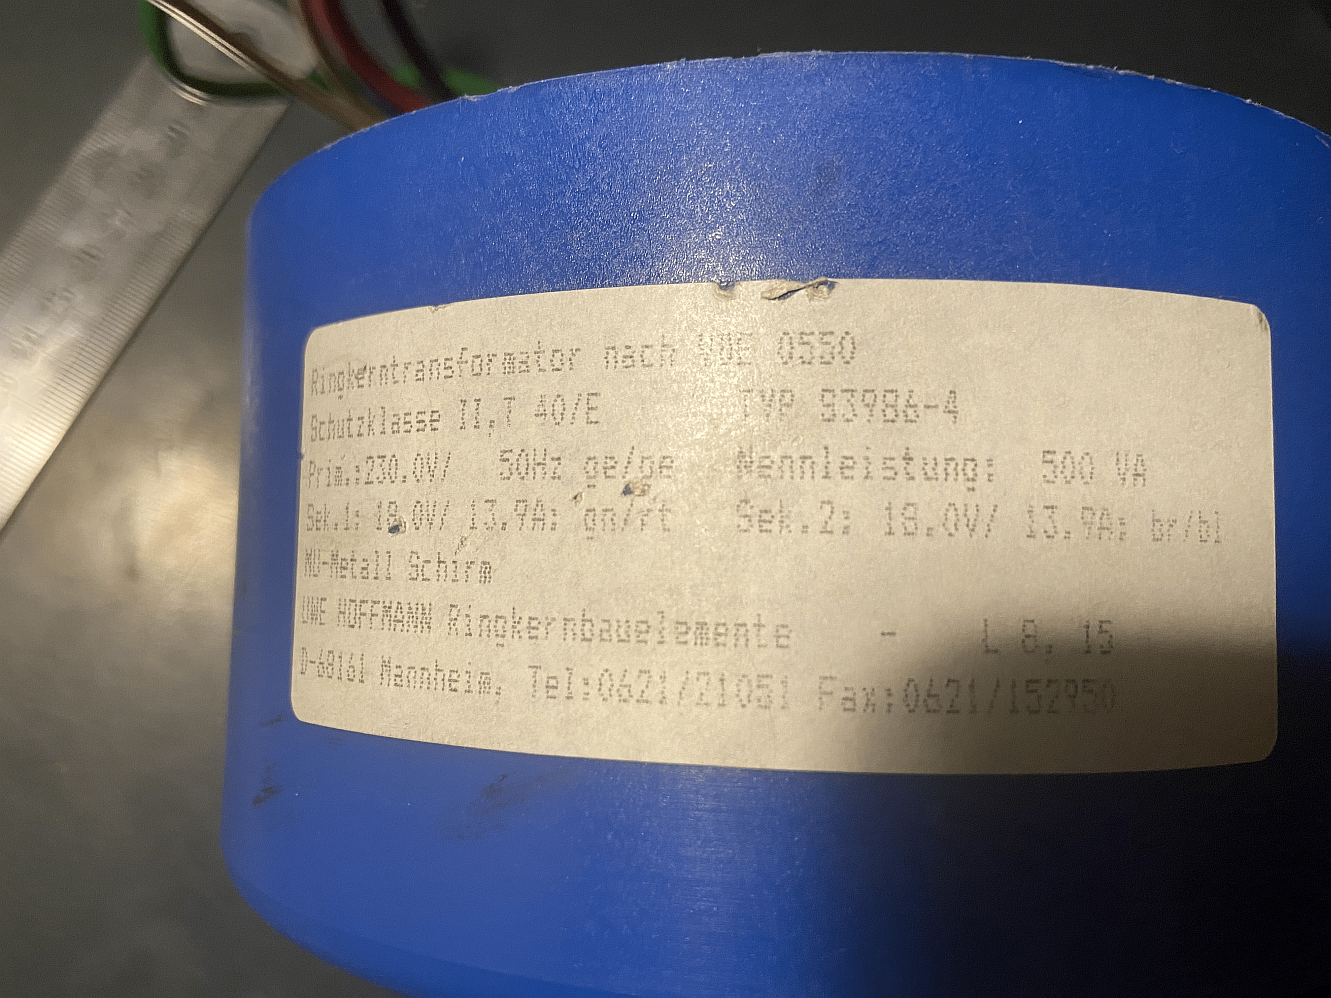 Ringkerntransformator nach VDE 0550
Schutzklasse II,T 40/E TYP 83986-4
Prim.:230.0V/ 50Hz ge/ge Nennleistung: 500 VA
Sek.1: 18.0V/ 13.9A: gn/rt Sek.2: 18.0V/ 13.9A: br/bl
MU-Metall Schirm
UWE HOFFMANN Ringkernbauelemente - L 8, 15
D-68161 Mannheim, Tel:0621/21051 Fax:0621/152950